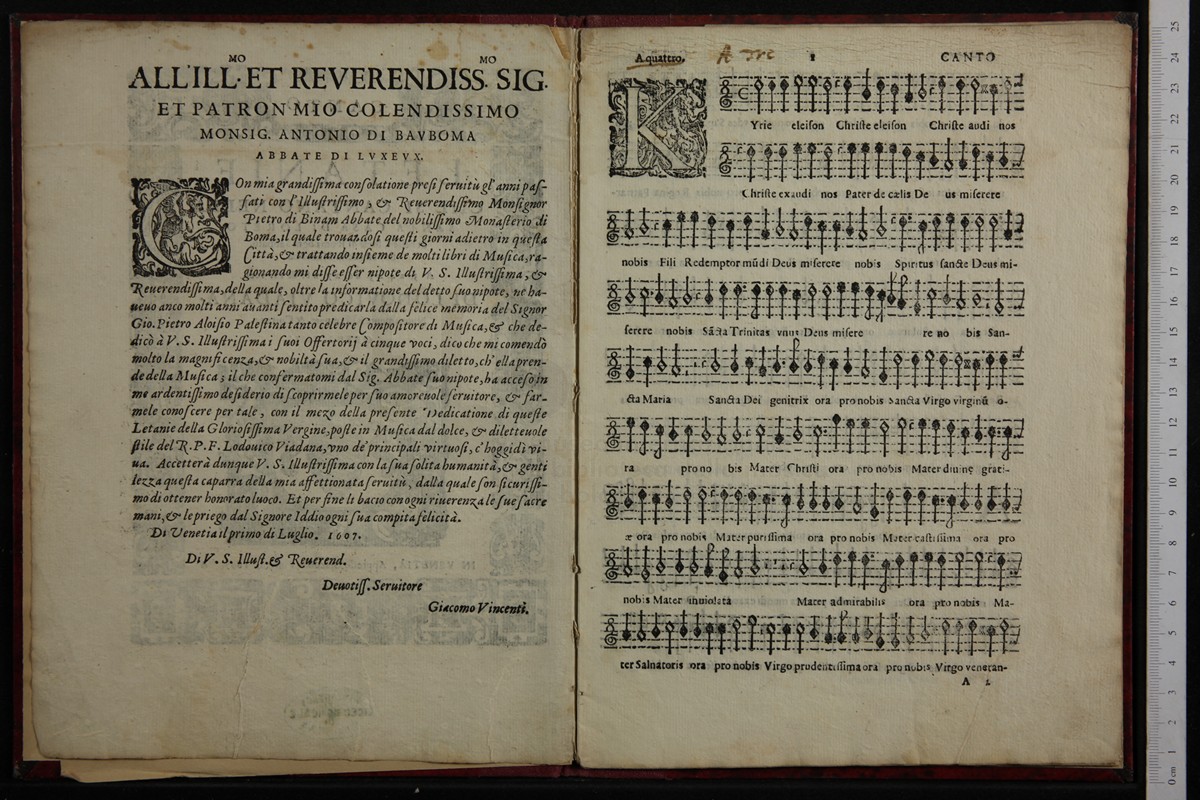 MO MO
ALL'ILL. ET REVERENDISS. SIG.
ET PATRON MIO COLENDISSIMO
MONSIG. ANTONIO DI BAVBOMA
ABBATE DI LVXEVX.
COn mia grandissima consolatione presi seruitù gl' anni pas-
sati con l'Illustrissimo, & Reuerendissimo Monsignor
Pietro di Binam Abbate del nobilissimo Monasterio di
Boma, il quale trouandosi questi giorni adietro in questa
Città, & trattando insieme de molti libri di Musica, ra-
gionando mi disse esser nipote di V. S. Illustrissima, &
Reuerendissima, della quale, oltre la informatione del detto suo nipote, ne ha-
ueuo anco molti anni auanti sentito predicarla dalla felice memoria del Signor
Gio. Pietro Aloisio Palestina tanto celebre Compositore di Musica, & che de-
dicò à V. S. Illustrissima i suoi Offertorij à cinque voci, dico che mi comendò
molto la magnificenza, & nobiltà sua, & il grandissimo diletto, ch' ella pren-
de della Musica; il che confermatomi dal Sig. Abbate suo nipote, ha acceso in
me ardentissimo desiderio di scoprirmele per suo amoreuole seruitore, & far-
mele conoscere per tale, con il mezo della presente Dedicatione di queste
Letanie della Gloriosissima Vergine, poste in Musica dal dolce, & diletteuole
stile del R. P. F. Lodouico Viadana, vno de' principali virtuosi, c' hoggidì vi-
ua. Accetterà dunque V. S. Illustrissima con la sua solita humanità, & genti
lezza questa caparra della mia affettionata seruitù, dalla quale son sicurissi-
mo di ottener honorato luoco. Et per fine li bacio con ogni riuerenza le sue sacre
mani, & le priego dal Signore Iddio ogni sua compita felicità.
Di Venetia il primo di Luglio. 1607.
Di V. S. Illust. & Reuerend.
Deuotiss. Seruitore
Giacomo Vincenti.
A quattro. A Tre 1 CANTO
KYrie eleison Christe eleison Christe audi nos
Christe exaudi nos Pater de cælis De us miserere
nobis Fili Redemptor mūdi Deus miserere nobis Spiritus sancte Deus mi-
serere nobis Sācta Trinitas vnus Deus misere re no bis San-
cta Maria Sancta Dei genitrix ora pro nobis Sancta Virgo virginū o-
ra pro no bis Mater Christi ora pro nobis Mater diuinę grati-
æ ora pro nobis Mater purissima ora pro nobis Mater castissima ora pro
nobis Mater inuiolata Mater admirabilis ora pro nobis Ma-
ter Saluatoris ora pro nobis Virgo prudentissima ora pro nobis Virgo veneran-
A 2